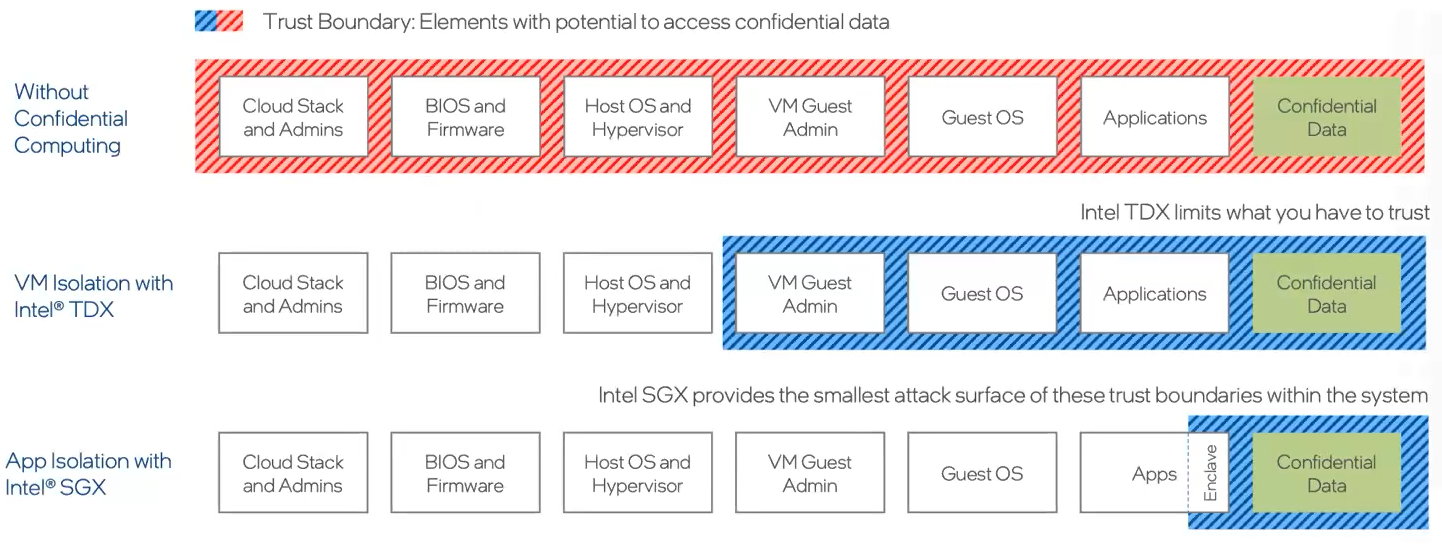 Trust Boundary: Elements with potential to access confidential data
Without
Confidential
Computing
Cloud Stack
and Admins
BIOS and
Firmware
Host OS and
Hypervisor
VM Guest
Admin
Guest OS
Applications
Confidential
Data
Intel TDX limits what you have to trust
VM Isolation with
Intel® TDX
Cloud Stack
and Admins
BIOS and
Firmware
Host OS and
Hypervisor
VM Guest
Admin
Guest OS
Applications
Confidential
Data
Intel SGX provides the smallest attack surface of these trust boundaries within the system
App Isolation with
Intel® SGX
Cloud Stack
and Admins
BIOS and
Firmware
Host OS and
Hypervisor
VM Guest
Admin
Guest OS
Apps
Enclave
Confidential
Data